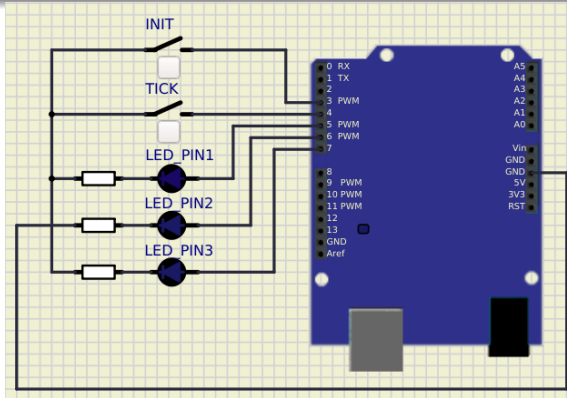 INIT
TICK
LED_PIN1
LED_PIN2
LED_PIN3
0 RX
1 TX
2
3 PWM
4
5 PWM
6 PWM
7
8
9 PWM
10 PWM
11 PWM
12
13
GND
Aref
A5
A4
A3
A2
A1
A0
Vin
GND
GND
5V
3V3
RST